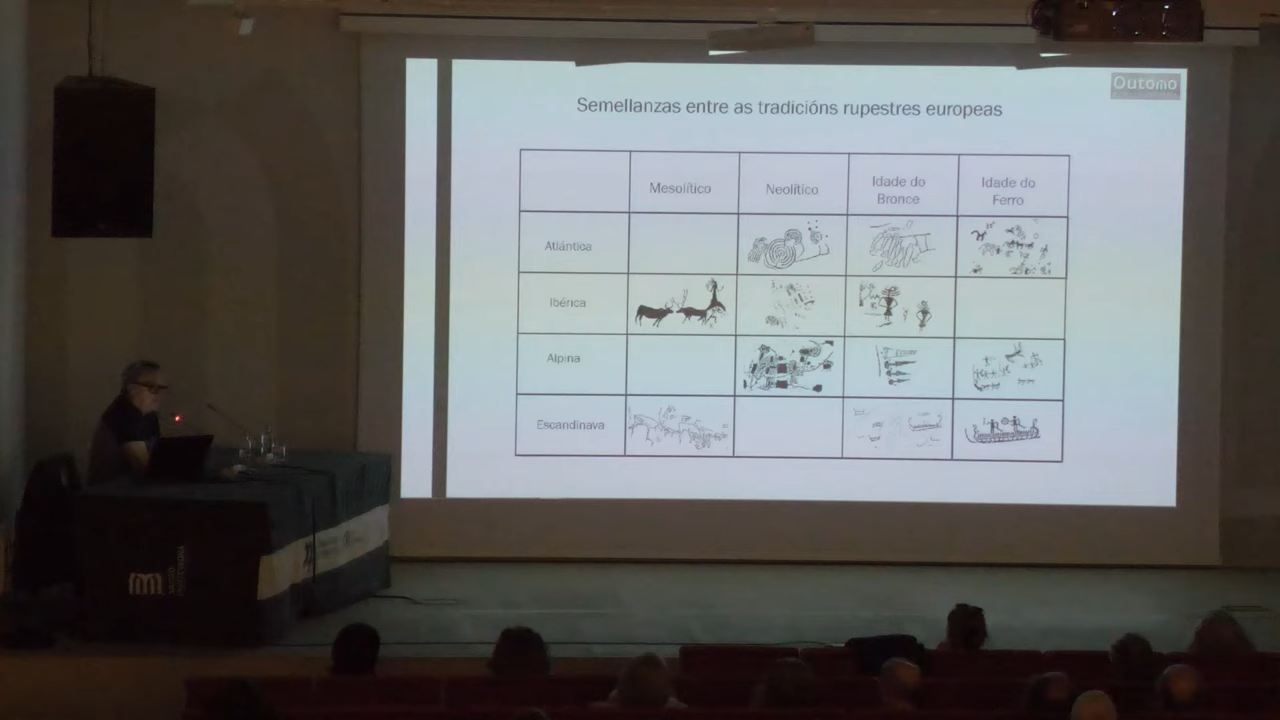 Outomo
Semellanzas entre as tradicións rupestres europeas
Mesolítico
Neolítico
Idade do
Bronce
Idade do
Ferro
Atlántica
Ibérica
Alpina
Escandinava
m
MUSEO